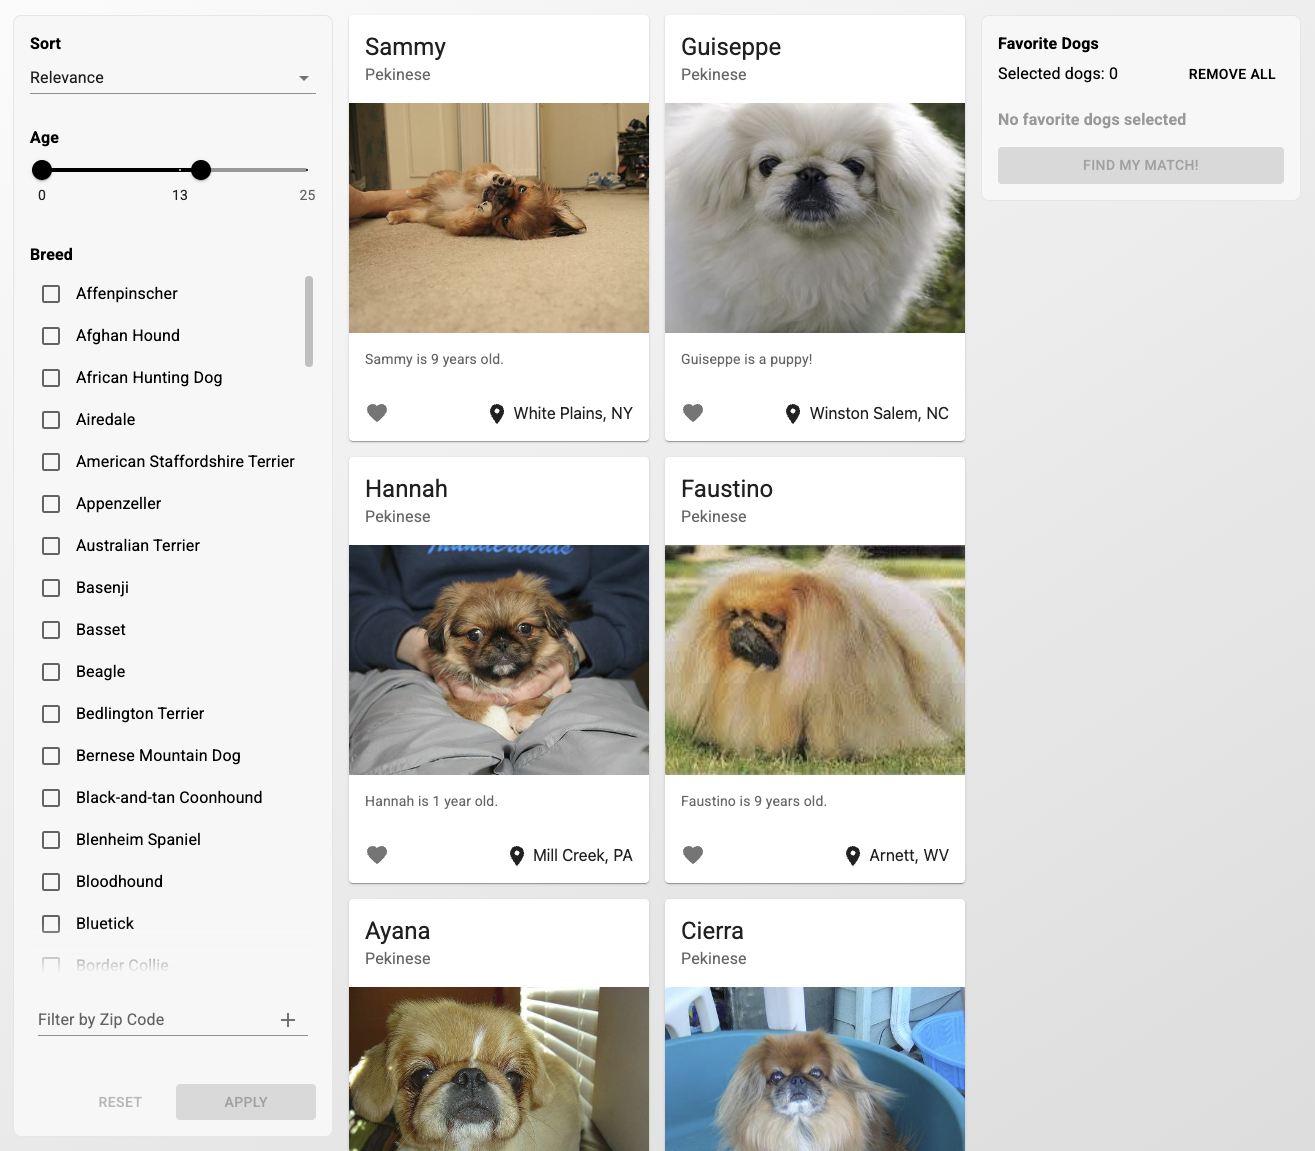 Sort
Relevance
Age
0
13
25
Breed
Affenpinscher
Afghan Hound
African Hunting Dog
Airedale
American Staffordshire Terrier
Appenzeller
Australian Terrier
Basenji
Basset
Beagle
Bedlington Terrier
Bernese Mountain Dog
Black-and-tan Coonhound
Blenheim Spaniel
Bloodhound
Bluetick
Border Collie
Filter by Zip Code
RESET
APPLY
Sammy
Pekinese
Sammy is 9 years old.
White Plains, NY
Guiseppe
Pekinese
Guiseppe is a puppy!
Winston Salem, NC
Hannah
Pekinese
Thunderbirds
Hannah is 1 year old.
Mill Creek, PA
Faustino
Pekinese
Faustino is 9 years old.
Arnett, WV
Ayana
Pekinese
Cierra
Pekinese
Favorite Dogs
Selected dogs: 0
REMOVE ALL
No favorite dogs selected
FIND MY MATCH!